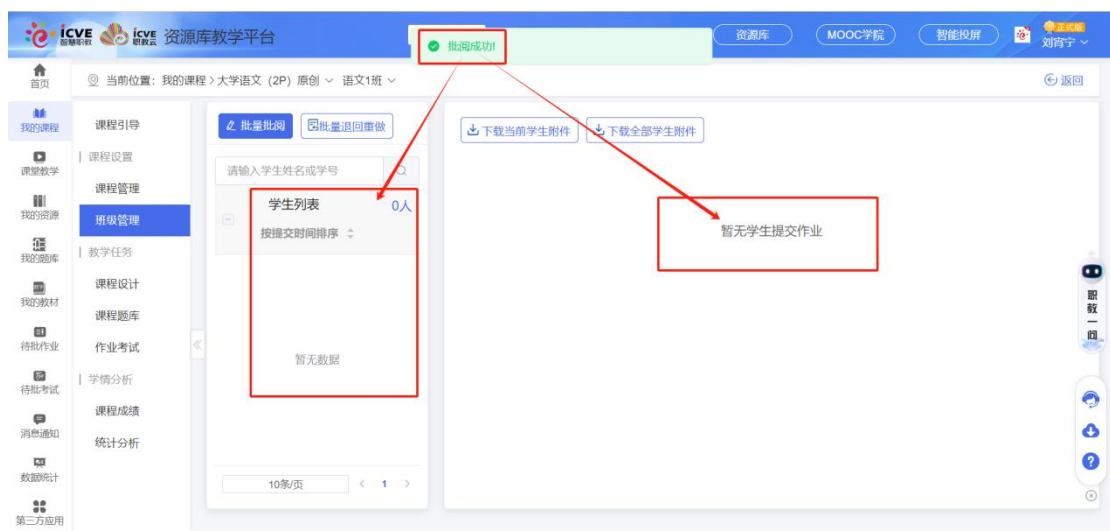 icve 智慧职教 icve 职教云 资源库教学平台
批阅成功!
资源库 MOOC学院 智能投屏 正式版
刘宵宁
首页
当前位置：我的课程 > 大学语文（2P）原创 语文1班
返回
我的课程
课堂教学
我的资源
我的题库
我的教材
待批作业
待批考试
消息通知
数据统计
第三方应用
课程引导
课程设置
课程管理
班级管理
教学任务
课程设计
课程题库
作业考试
学情分析
课程成绩
统计分析
批量批阅 批量退回重做
请输入学生姓名或学号
学生列表 0人
按提交时间排序
暂无数据
10条/页 < 1 >
下载当前学生附件 下载全部学生附件
暂无学生提交作业
职教一问